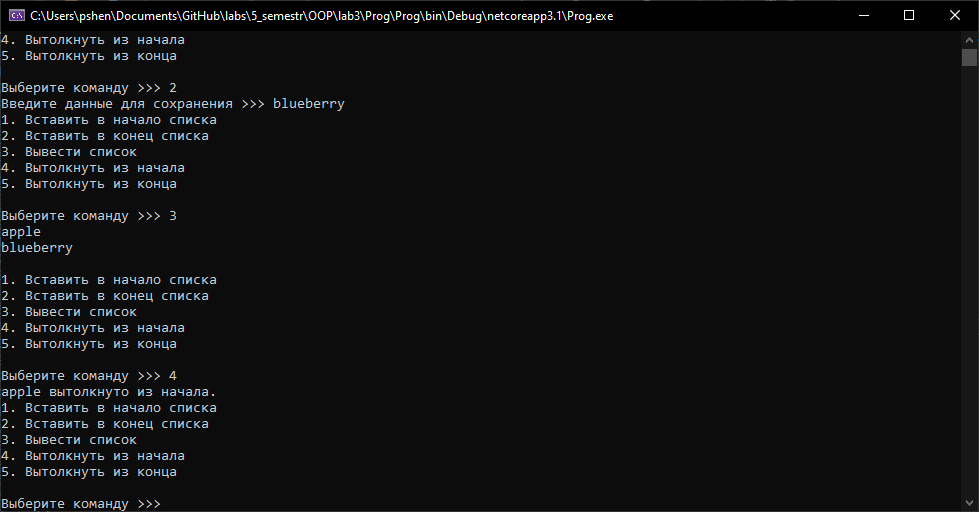 C:\Users\pshen\Documents\GitHub\labs\5_semestr\OOP\lab3\Prog\Prog\bin\Debug\netcoreapp3.1\Prog.exe
4. Вытолкнуть из начала
5. Вытолкнуть из конца
Выберите команду >>> 2
Введите данные для сохранения >>> blueberry
1. Вставить в начало списка
2. Вставить в конец списка
3. Вывести список
4. Вытолкнуть из начала
5. Вытолкнуть из конца
Выберите команду >>> 3
apple
blueberry
1. Вставить в начало списка
2. Вставить в конец списка
3. Вывести список
4. Вытолкнуть из начала
5. Вытолкнуть из конца
Выберите команду >>> 4
apple вытолкнуто из начала.
1. Вставить в начало списка
2. Вставить в конец списка
3. Вывести список
4. Вытолкнуть из начала
5. Вытолкнуть из конца
Выберите команду >>>